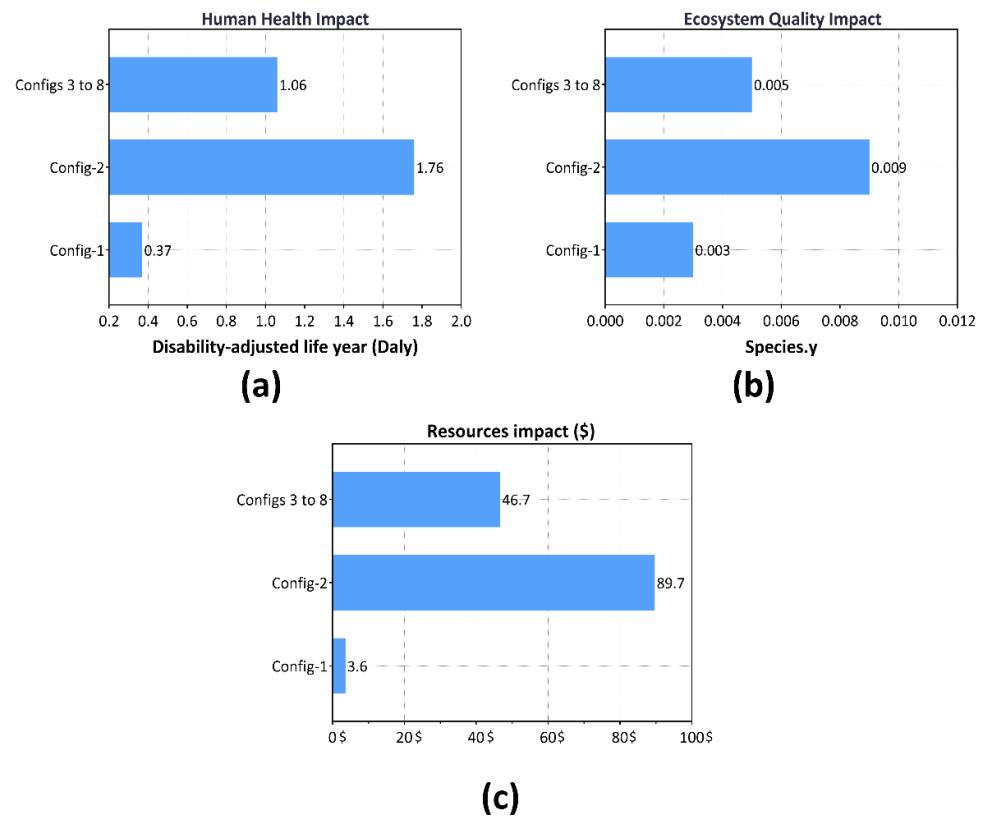 Human Health Impact
Configs 3 to 8
1.06
Config-2
1.76
Config-1
0.37
0.2 0.4 0.6 0.8 1.0 1.2 1.4 1.6 1.8 2.0
Disability-adjusted life year (Daly)
(a)
Ecosystem Quality Impact
Configs 3 to 8
0.005
Config-2
0.009
Config-1
0.003
0.000 0.002 0.004 0.006 0.008 0.010 0.012
Species.y
(b)
Resources impact ($)
Configs 3 to 8
46.7
Config-2
89.7
Config-1
3.6
0$ 20$ 40$ 60$ 80$ 100$
(c)